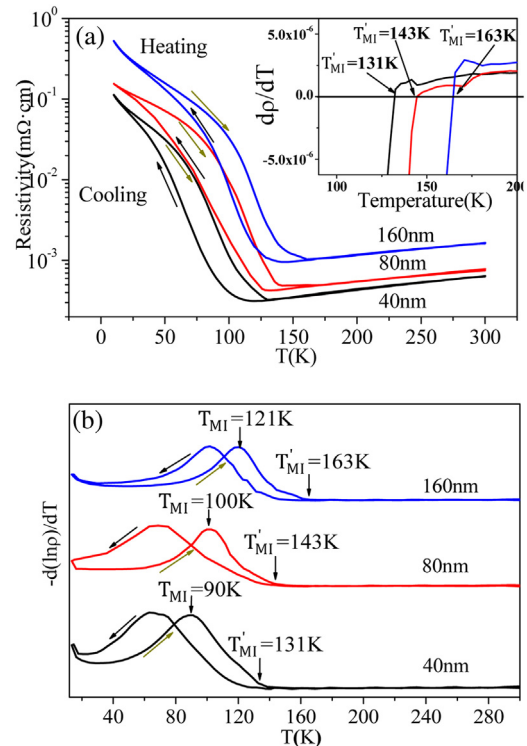 (a)
Heating
Cooling
160nm
80nm
40nm
Resistivity(mΩ·cm)
10⁰
10⁻¹
10⁻²
10⁻³
0 50 100 150 200 250 300
T(K)
T'MI=143K
T'MI=163K
T'MI=131K
5.0x10⁻⁶
0.0
-5.0x10⁻⁶
dρ/dT
100 150 200
Temperature(K)
(b)
TMI=121K
T'MI=163K
160nm
TMI=100K
T'MI=143K
80nm
TMI=90K
T'MI=131K
40nm
-d(lnρ)/dT
40 80 120 160 200 240 280
T(K)